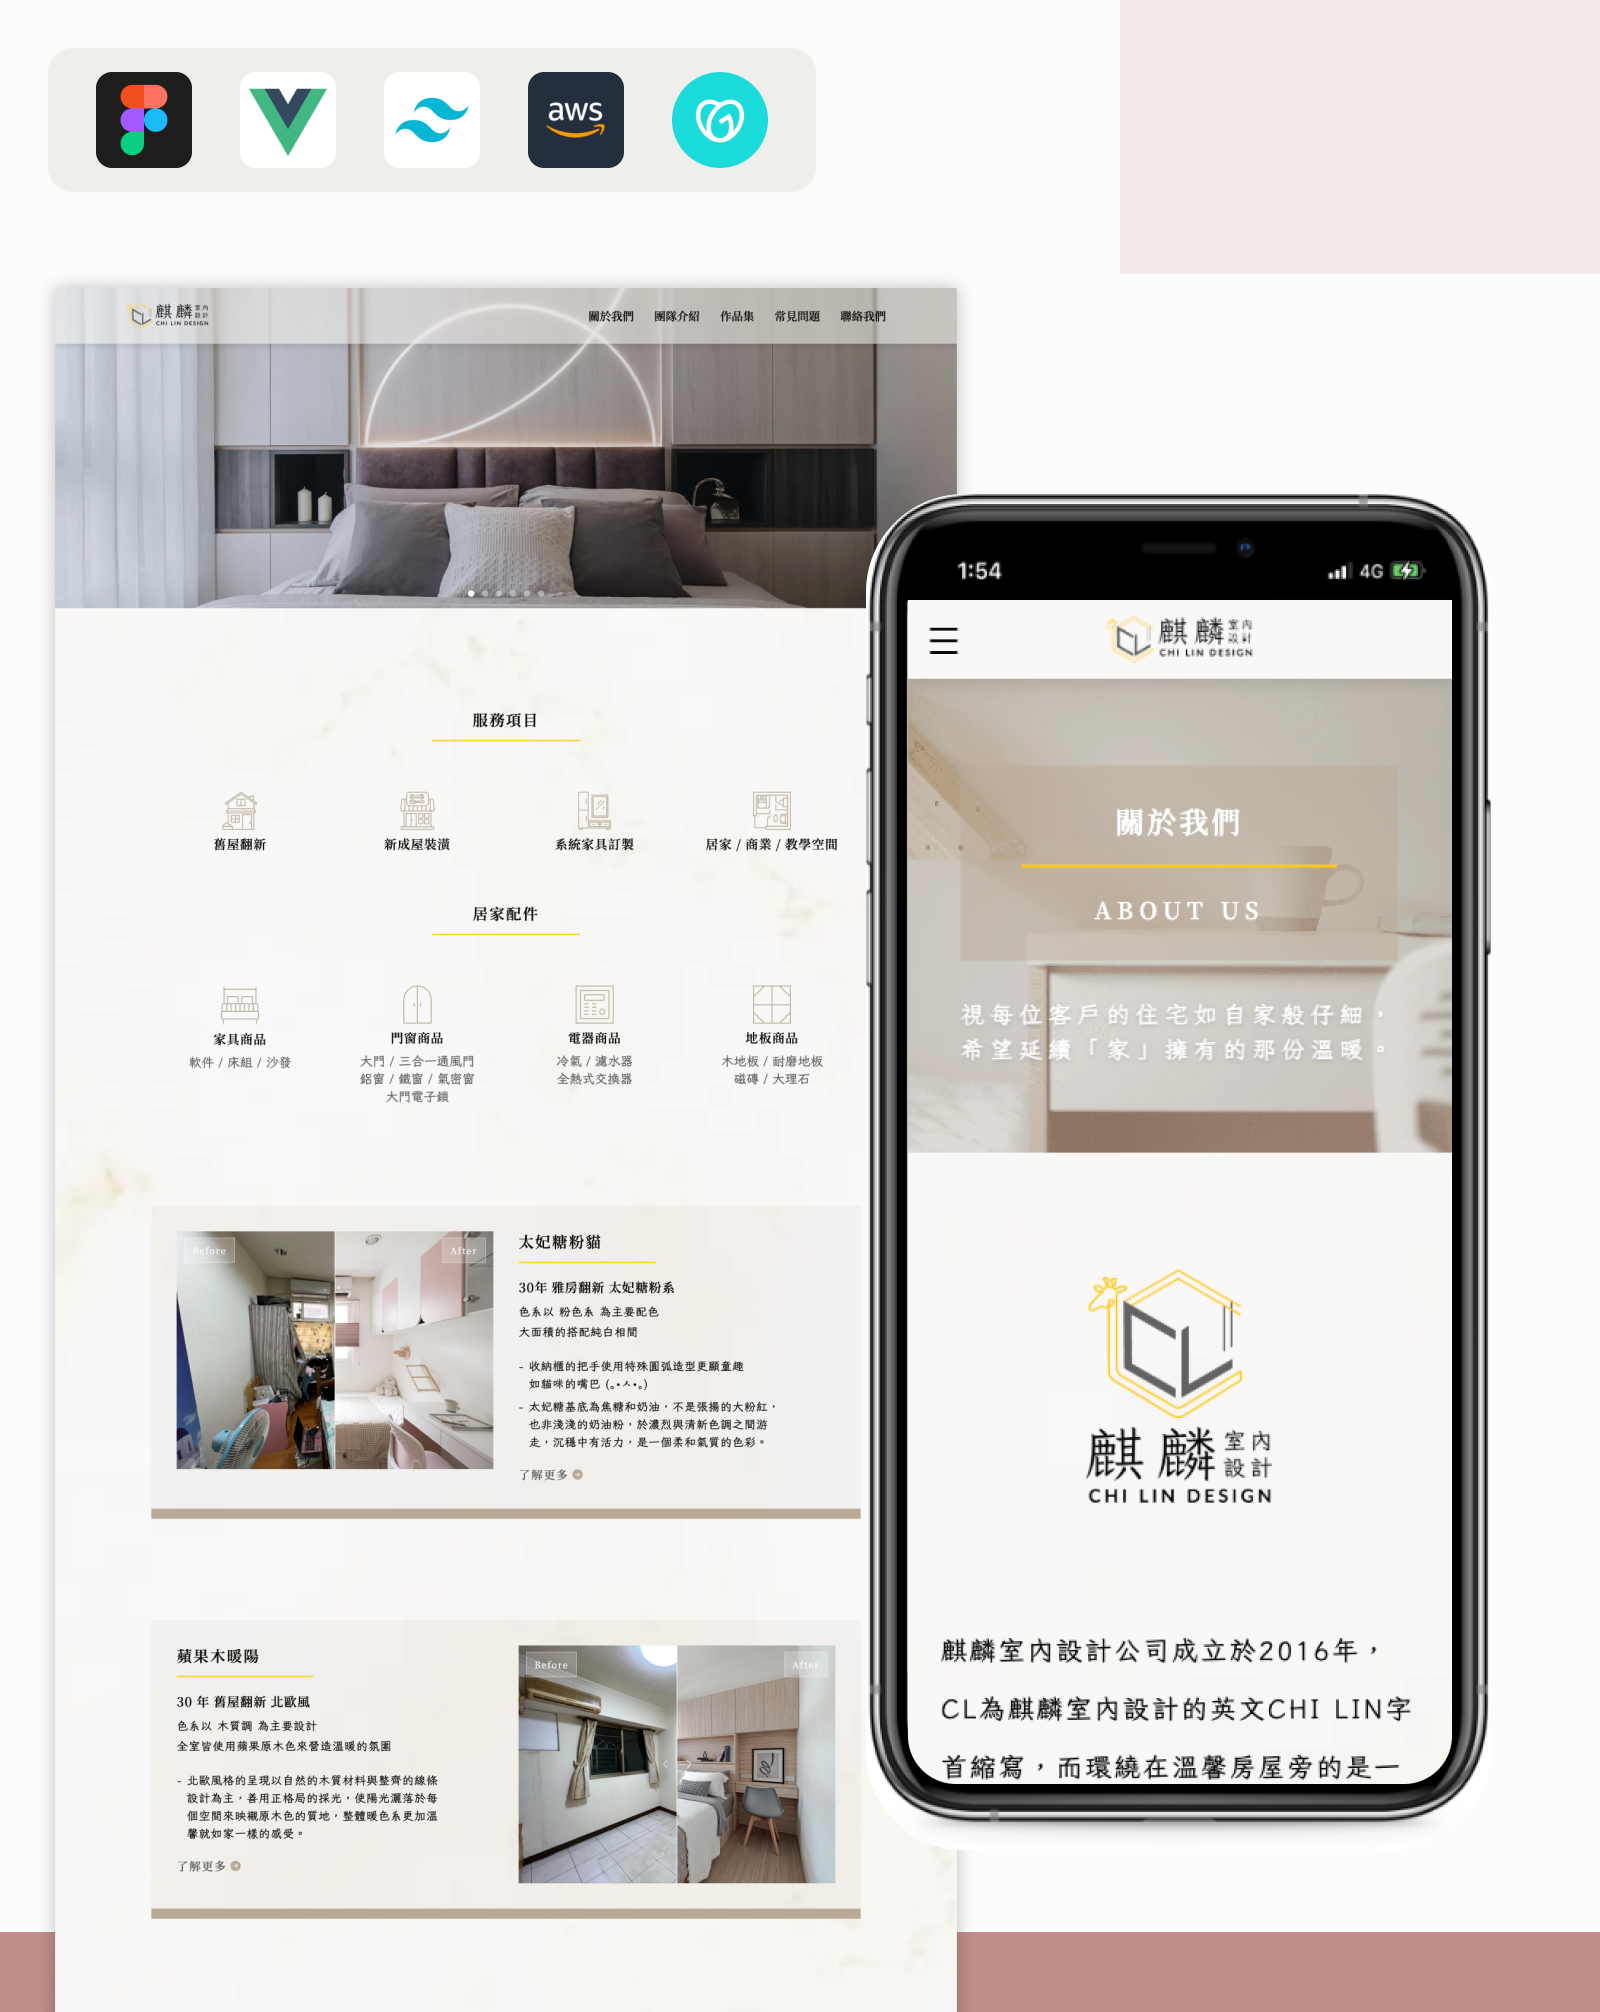 aws
麒麟 室內設計
CHI LIN DESIGN
關於我們 團隊介紹 作品集 常見問題 聯絡我們
服務項目
舊屋翻新 新成屋裝潢 系統家具訂製 居家 / 商業 / 教學空間
居家配件
家具商品 門窗商品 電器商品 地板商品
軟件 / 床組 / 沙發 大門 / 三合一通風門 冷氣 / 濾水器 木地板 / 耐磨地板
鋁窗 / 鐵窗 / 氣密窗 全熱式交換器 磁磚 / 大理石
大門電子鎖
Before After
太妃糖粉貓
30年 雅房翻新 太妃糖粉系
色系以 粉色系 為主要配色
大面積的搭配純白相間
- 收納櫃的把手使用特殊圓弧造型更顯童趣
如貓咪的嘴巴 (｡•ㅅ•｡)
- 太妃糖基底為焦糖和奶油，不是張揚的大粉紅，
也非淺淺的奶油粉，於濃烈與清新色調之間游
走，沉穩中有活力，是一個柔和氣質的色彩。
了解更多
蘋果木暖陽
30 年 舊屋翻新 北歐風
色系以 木質調 為主要設計
全室皆使用蘋果原木色來營造溫暖的氛圍
- 北歐風格的呈現以自然的木質材料與整齊的線條
設計為主，善用正格局的採光，使陽光灑落於每
個空間來映襯原木色的質地，整體暖色系更加溫
馨就如家一樣的感受。
了解更多
Before After
1:54 4G
麒麟 室內設計
CHI LIN DESIGN
關於我們
ABOUT US
視每位客戶的住宅如自家般仔細，
希望延續「家」擁有的那份溫暖。
CL
麒麟 室內設計
CHI LIN DESIGN
麒麟室內設計公司成立於2016年，
CL為麒麟室內設計的英文CHI LIN字
首縮寫，而環繞在溫馨房屋旁的是一